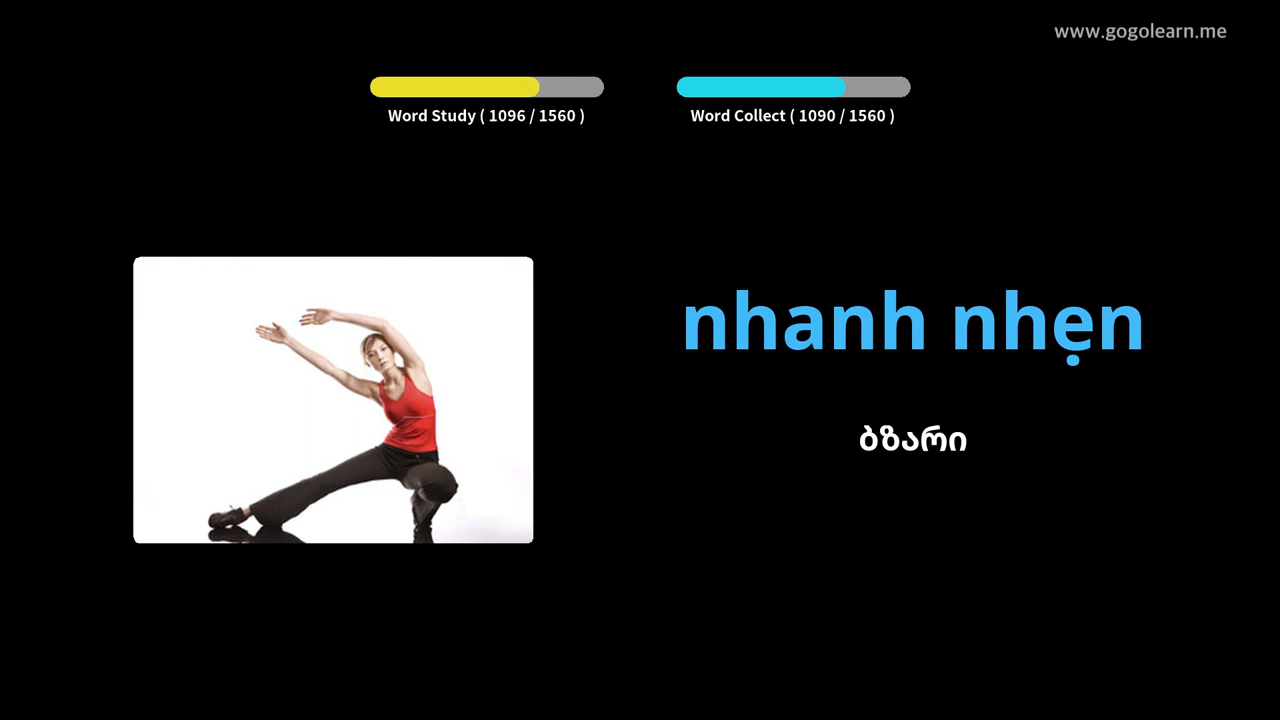 www.gogolearn.me
Word Study ( 1096 / 1560 )
Word Collect ( 1090 / 1560 )
nhanh nhẹn
ბზარი